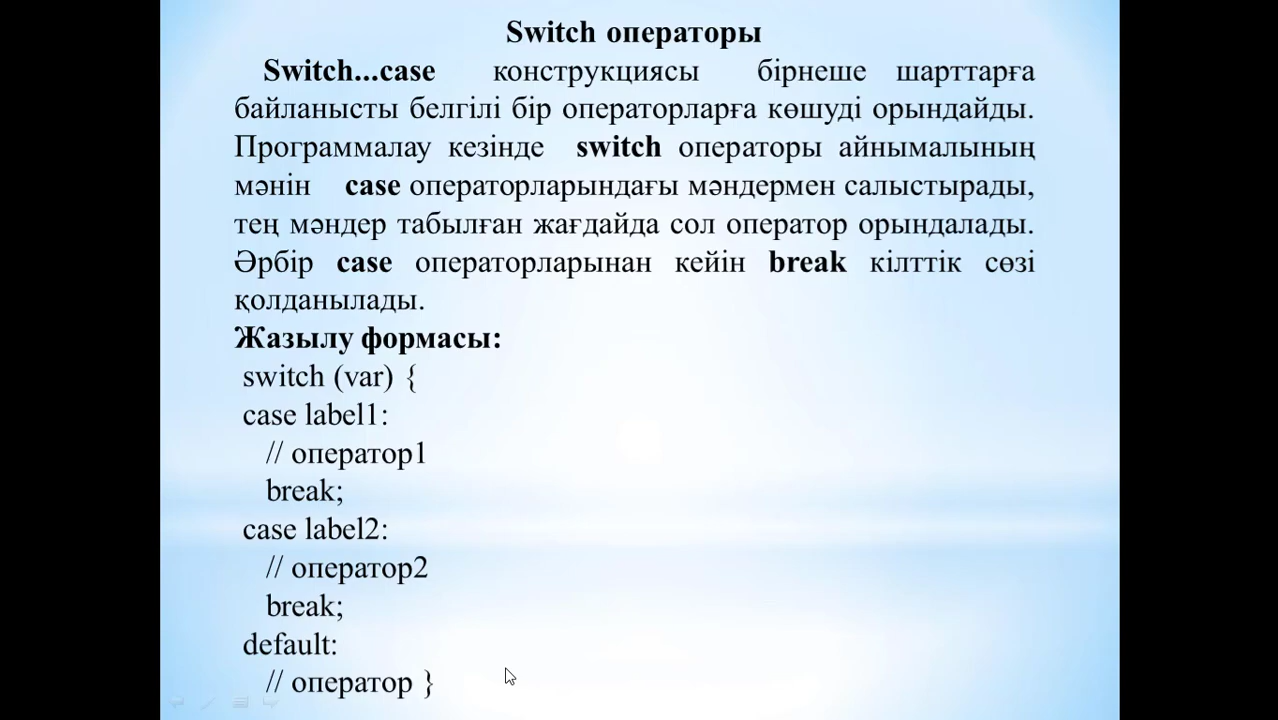 Switch операторы
Switch...case конструкциясы бірнеше шарттарға
байланысты белгілі бір операторларға көшуді орындайды.
Программалау кезінде switch операторы айнымалының
мәнін case операторларындағы мәндермен салыстырады,
тең мәндер табылған жағдайда сол оператор орындалады.
Әрбір case операторларынан кейін break кілттік сөзі
қолданылады.
Жазылу формасы:
switch (var) {
case label1:
// оператор1
break;
case label2:
// оператор2
break;
default:
// оператор }